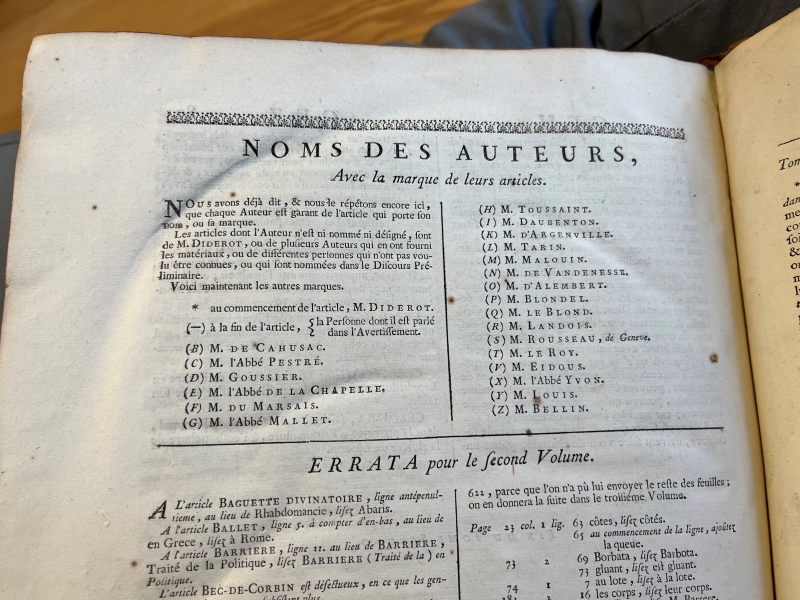 NOMS DES AUTEURS,
Avec la marque de leurs articles.
NOUS avons déjà dit, & nous le répétons encore ici,
que chaque Auteur est garant de l'article qui porte son
nom, ou sa marque.
Les articles dont l'Auteur n'est ni nommé ni désigné, sont
de M. DIDEROT, ou de plusieurs Auteurs qui en ont fourni
les matériaux, ou de différentes personnes qui n'ont pas vou-
lu être connues, ou qui sont nommées dans le Discours Pré-
liminaire.
Voici maintenant les autres marques.
* au commencement de l'article, M. DIDEROT.
(—) à la fin de l'article, { la Personne dont il est parlé
dans l'Avertissement.
(B) M. DE CAHUSAC.
(C) M. l'Abbé PESTRÉ.
(D) M. GOUSSIER.
(E) M. l'Abbé DE LA CHAPELLE.
(F) M. DU MARSAIS.
(G) M. l'Abbé MALLET.
(H) M. TOUSSAINT.
(I) M. DAUBENTON.
(K) M. D'ARGENVILLE.
(L) M. TARIN.
(M) M. MALOUIN.
(N) M. DE VANDENESSE.
(O) M. D'ALEMBERT.
(P) M. BLONDEL.
(Q) M. LE BLOND.
(R) M. LANDOIS.
(S) M. ROUSSEAU, de Geneve.
(T) M. LE ROY.
(V) M. EIDOUS.
(X) M. l'Abbé YVON.
(Y) M. LOUIS.
(Z) M. BELLIN.
ERRATA pour le second Volume.
A L'article BAGUETTE DIVINATOIRE, ligne antépenul-
tieme, au lieu de Rhabdomancie, lisez Abaris.
A l'article BALLET, ligne 5. à compter d'en-bas, au lieu de
en Grece, lisez à Rome.
A l'article BARRIERE, ligne 11. au lieu de BARRIERE,
Traité de la Politique, lisez BARRIERE (Traité de la) en
Politique.
L'article BEC-DE-CORBIN est défectueux, en ce que les gen-
622, parce que l'on n'a pû lui envoyer le reste des feuilles;
on en donnera la suite dans le troisiéme Volume.
Page 23 col. 1 lig. 63 côtes, lisez côtés.
65 au commencement de la ligne, ajoûtez
la queue.
73 2 69 Borbata, lisez Barbota.
73 gluant, lisez est gluant.
74 1 7 au lote, lisez à la lote.
16 les corps, lisez leur corps.
Tom